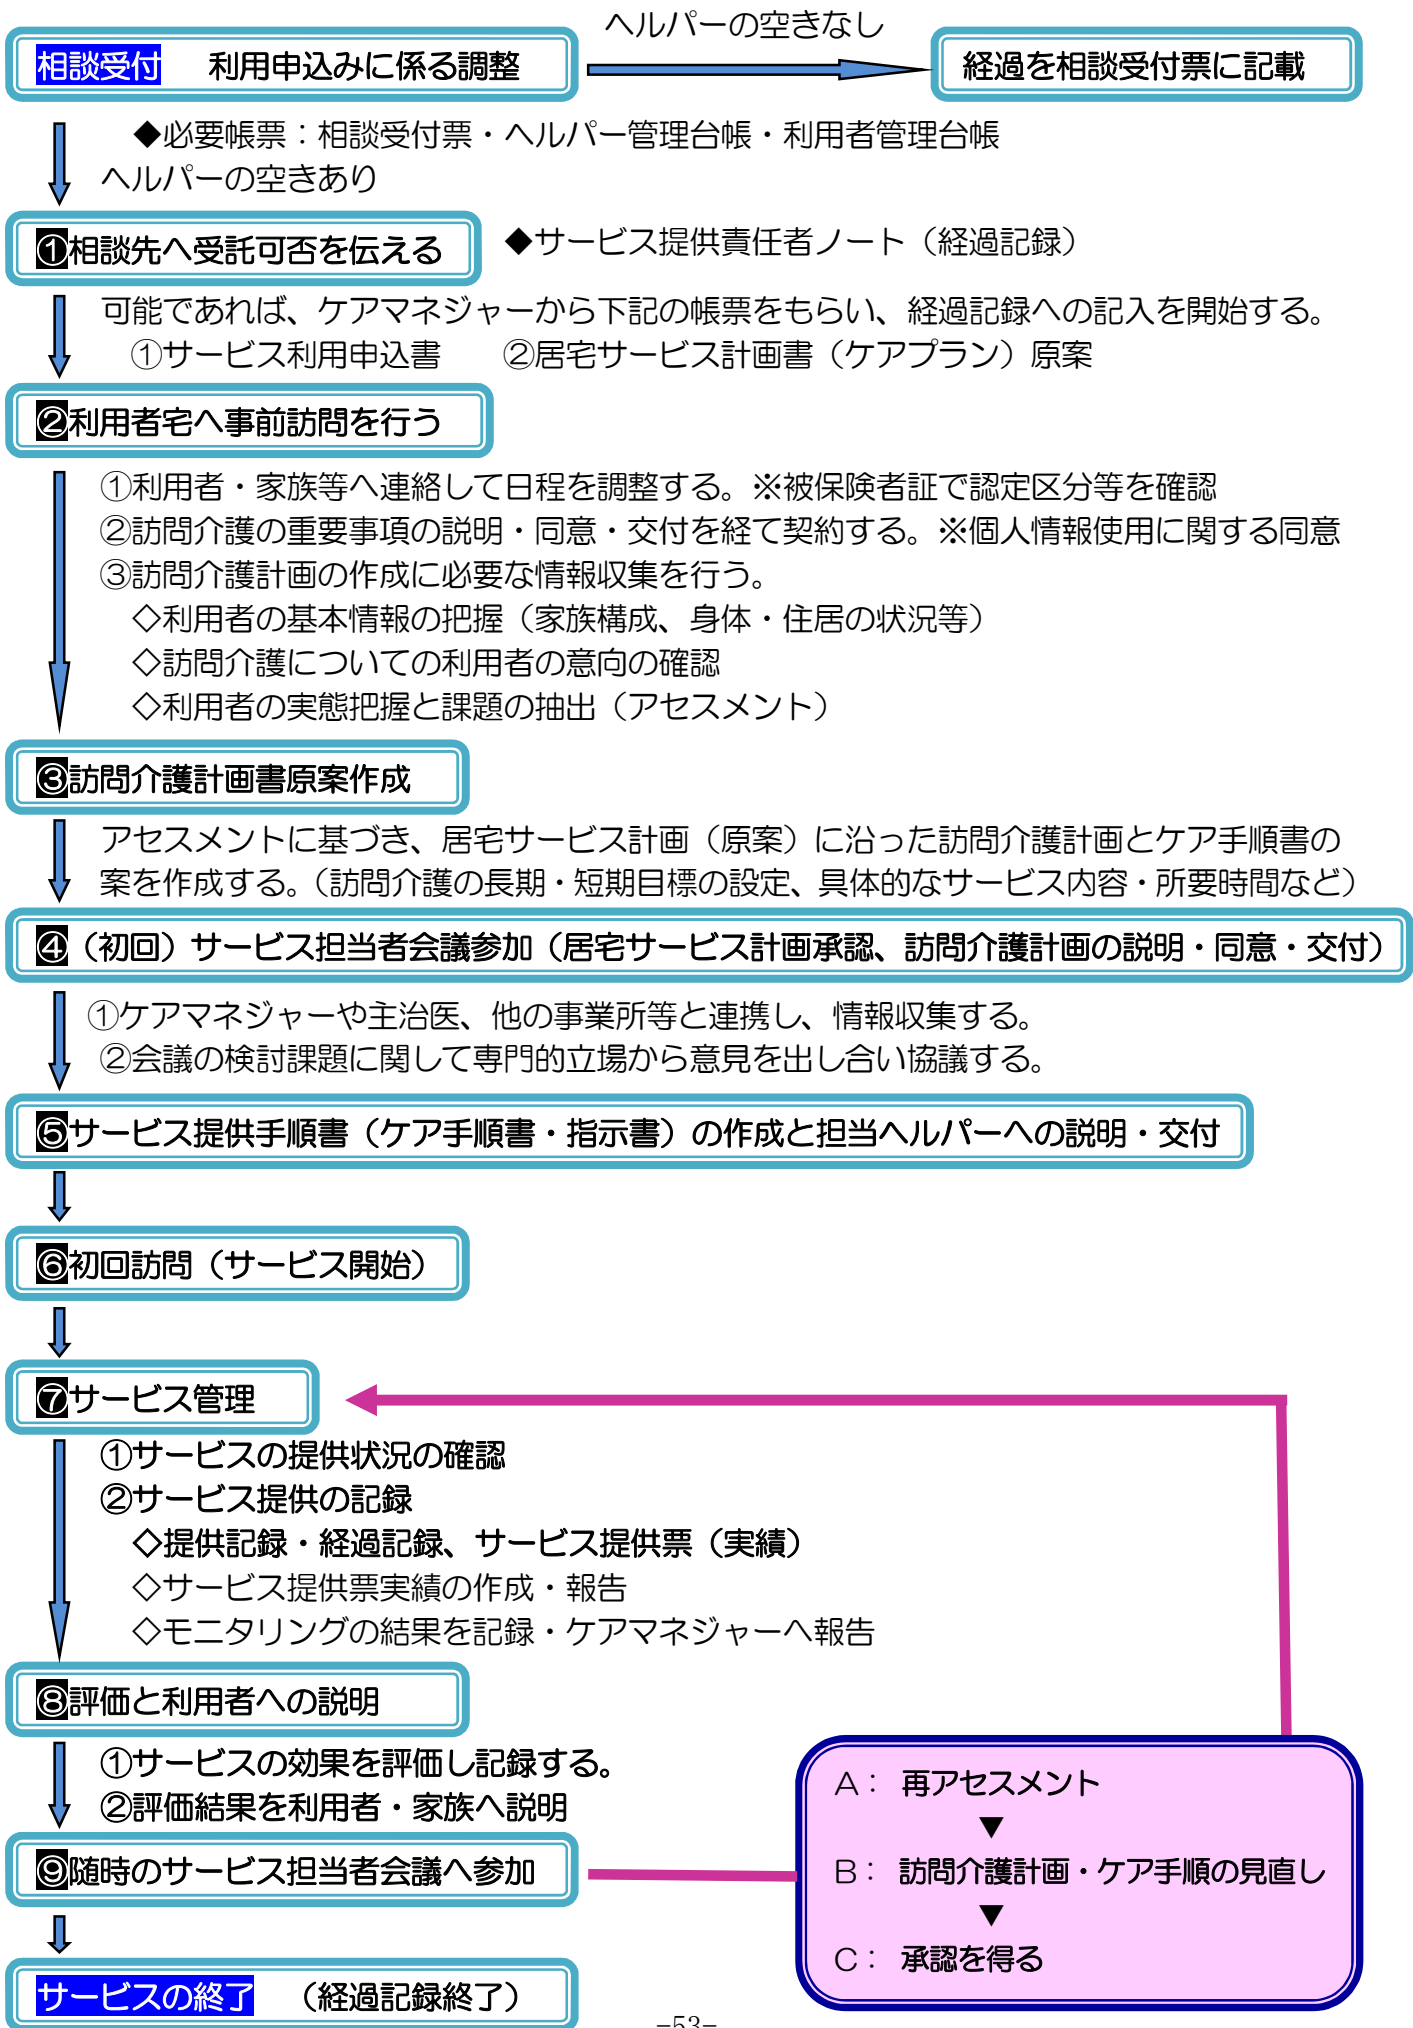 ヘルパーの空きなし
相談受付　利用申込みに係る調整
経過を相談受付票に記載
◆必要帳票：相談受付票・ヘルパー管理台帳・利用者管理台帳
ヘルパーの空きあり
❶相談先へ受託可否を伝える
◆サービス提供責任者ノート（経過記録）
可能であれば、ケアマネジャーから下記の帳票をもらい、経過記録への記入を開始する。
①サービス利用申込書　　②居宅サービス計画書（ケアプラン）原案
❷利用者宅へ事前訪問を行う
①利用者・家族等へ連絡して日程を調整する。※被保険者証で認定区分等を確認
②訪問介護の重要事項の説明・同意・交付を経て契約する。※個人情報使用に関する同意
③訪問介護計画の作成に必要な情報収集を行う。
◇利用者の基本情報の把握（家族構成、身体・住居の状況等）
◇訪問介護についての利用者の意向の確認
◇利用者の実態把握と課題の抽出（アセスメント）
❸訪問介護計画書原案作成
アセスメントに基づき、居宅サービス計画（原案）に沿った訪問介護計画とケア手順書の
案を作成する。（訪問介護の長期・短期目標の設定、具体的なサービス内容・所要時間など）
❹（初回）サービス担当者会議参加（居宅サービス計画承認、訪問介護計画の説明・同意・交付）
①ケアマネジャーや主治医、他の事業所等と連携し、情報収集する。
②会議の検討課題に関して専門的立場から意見を出し合い協議する。
❺サービス提供手順書（ケア手順書・指示書）の作成と担当ヘルパーへの説明・交付
❻初回訪問（サービス開始）
❼サービス管理
①サービスの提供状況の確認
②サービス提供の記録
◇提供記録・経過記録、サービス提供票（実績）
◇サービス提供票実績の作成・報告
◇モニタリングの結果を記録・ケアマネジャーへ報告
❽評価と利用者への説明
①サービスの効果を評価し記録する。
②評価結果を利用者・家族へ説明
❾随時のサービス担当者会議へ参加
A：　再アセスメント
▼
B：　訪問介護計画・ケア手順の見直し
▼
C：　承認を得る
サービスの終了　（経過記録終了）
-53-